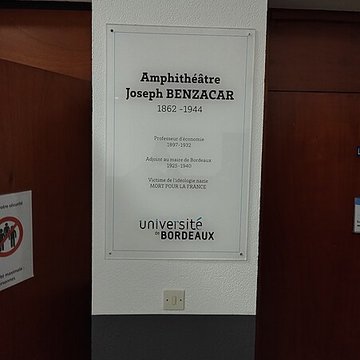 Amphithéâtre
Joseph BENZACAR
1862 - 1944
Professeur d'économie
1897-1932
Adjoint au maire de Bordeaux
1925-1940
Victime de l'idéologie nazie
MORT POUR LA FRANCE
université
de BORDEAUX